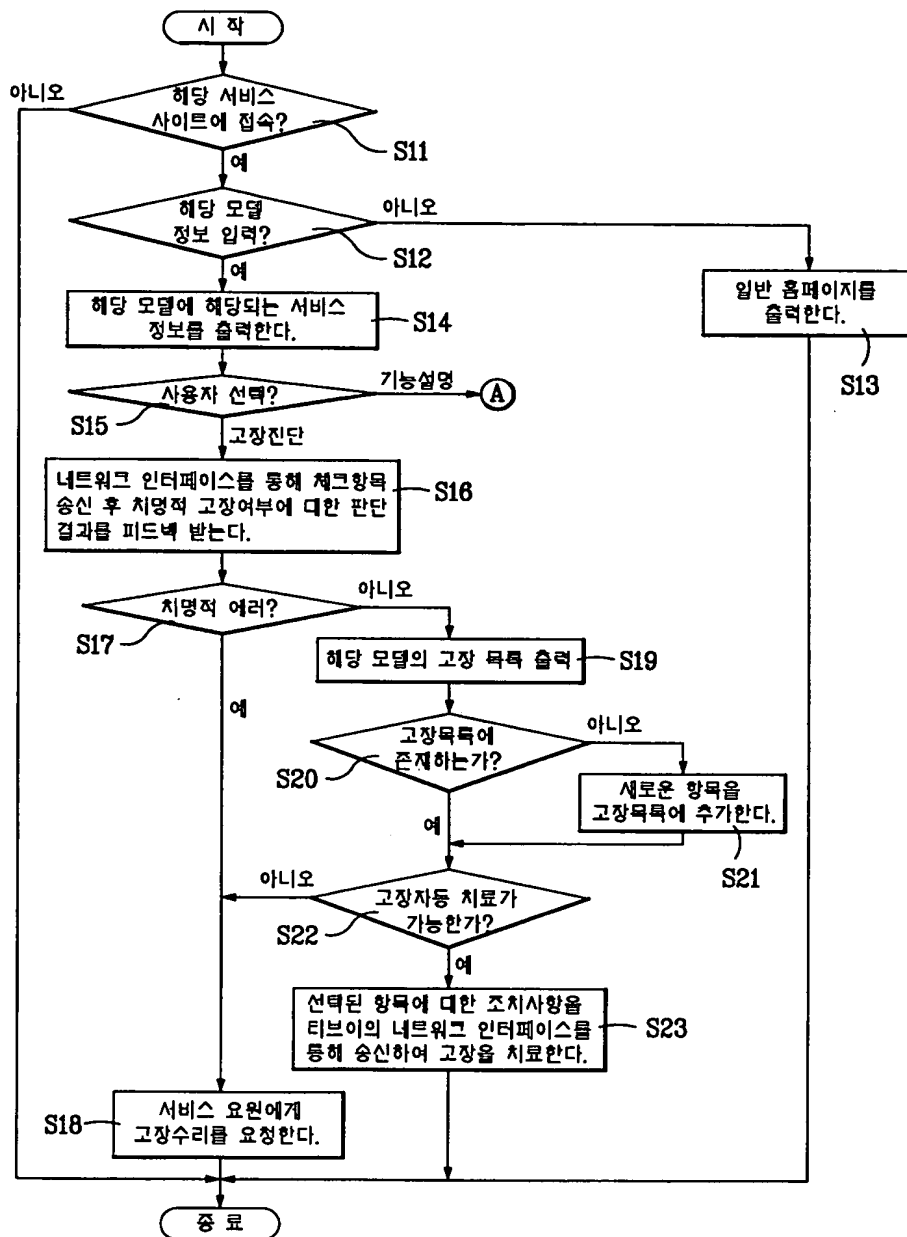 시 작
아니오
해당 서비스
사이트에 접속?
S11
예
해당 모델
정보 입력?
아니오
S12
예
해당 모델에 해당되는 서비스
정보를 출력한다.
S14
일반 홈페이지를
출력한다.
S13
사용자 선택?
기능설명
A
S15
고장진단
네트워크 인터페이스를 통해 체크항목
송신 후 치명적 고장여부에 대한 판단
결과를 피드백 받는다.
S16
치명적 에러?
아니오
S17
예
해당 모델의 고장 목록 출력
S19
고장목록에
존재하는가?
아니오
S20
예
새로운 항목을
고장목록에 추가한다.
S21
아니오
고장자동 치료가
가능한가?
S22
예
선택된 항목에 대한 조치사항을
티브이의 네트워크 인터페이스를
통해 송신하여 고장을 치료한다.
S23
서비스 요원에게
고장수리를 요청한다.
S18
종 료